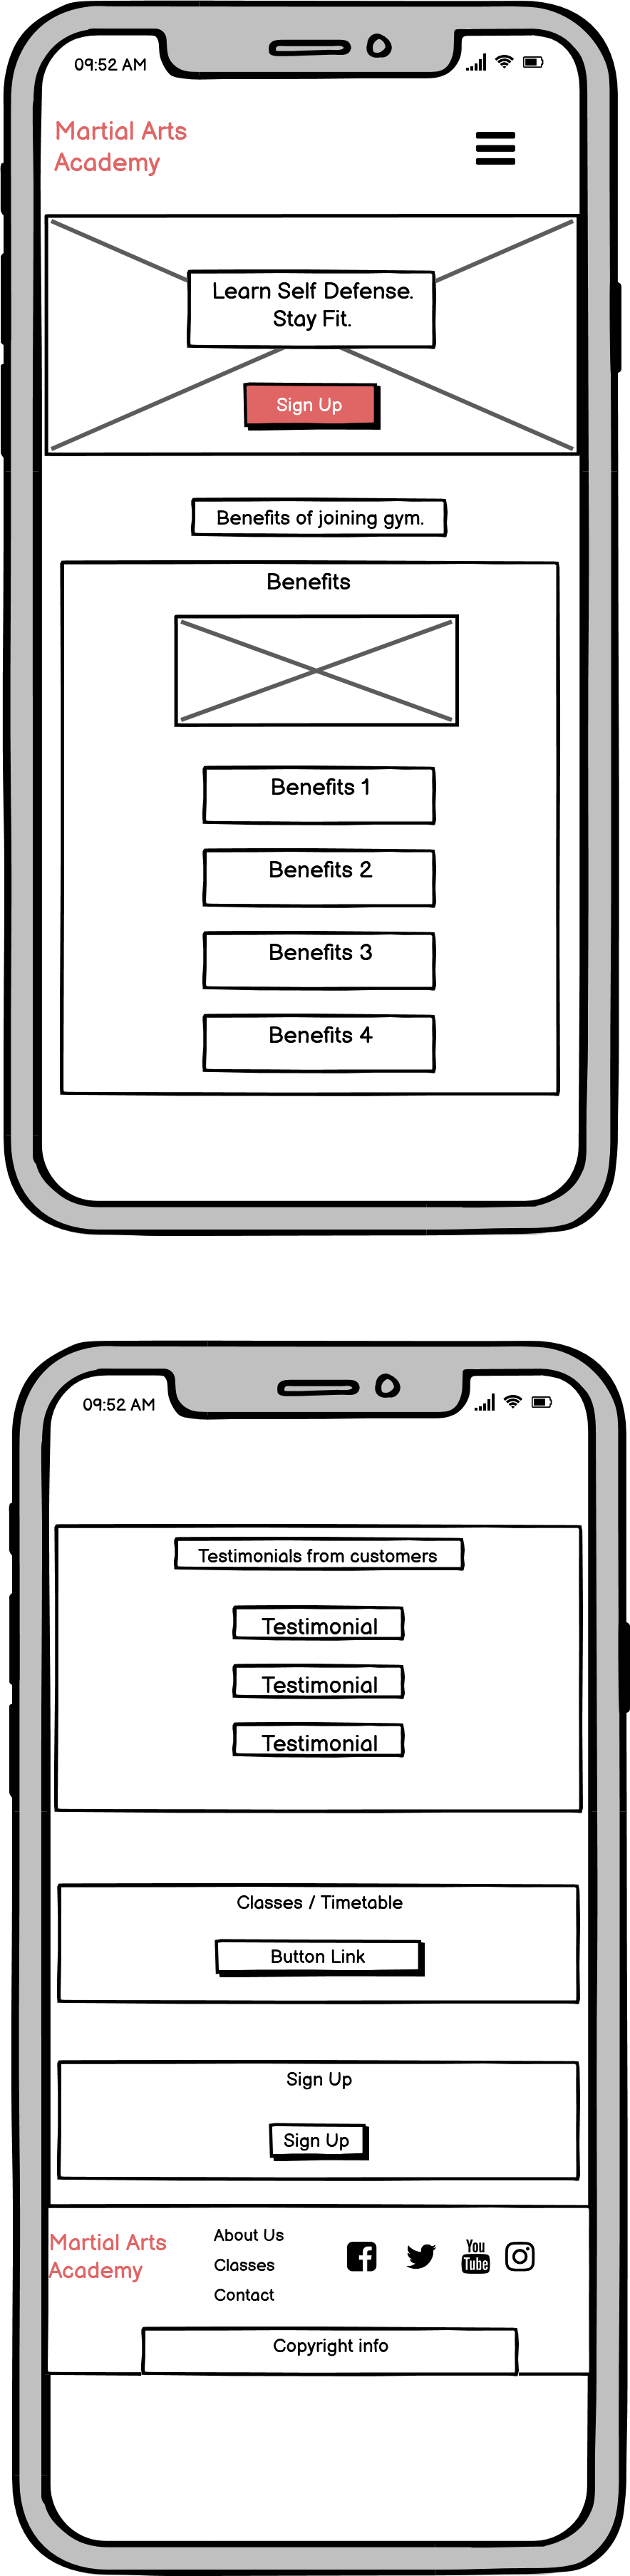 09:52 AM
Martial Arts
Academy
Learn Self Defense.
Stay Fit.
Sign Up
Benefits of joining gym.
Benefits
Benefits 1
Benefits 2
Benefits 3
Benefits 4
09:52 AM
Testimonials from customers
Testimonial
Testimonial
Testimonial
Classes / Timetable
Button Link
Sign Up
Sign Up
Martial Arts
Academy
About Us
Classes
Contact
You
Tube
Copyright info